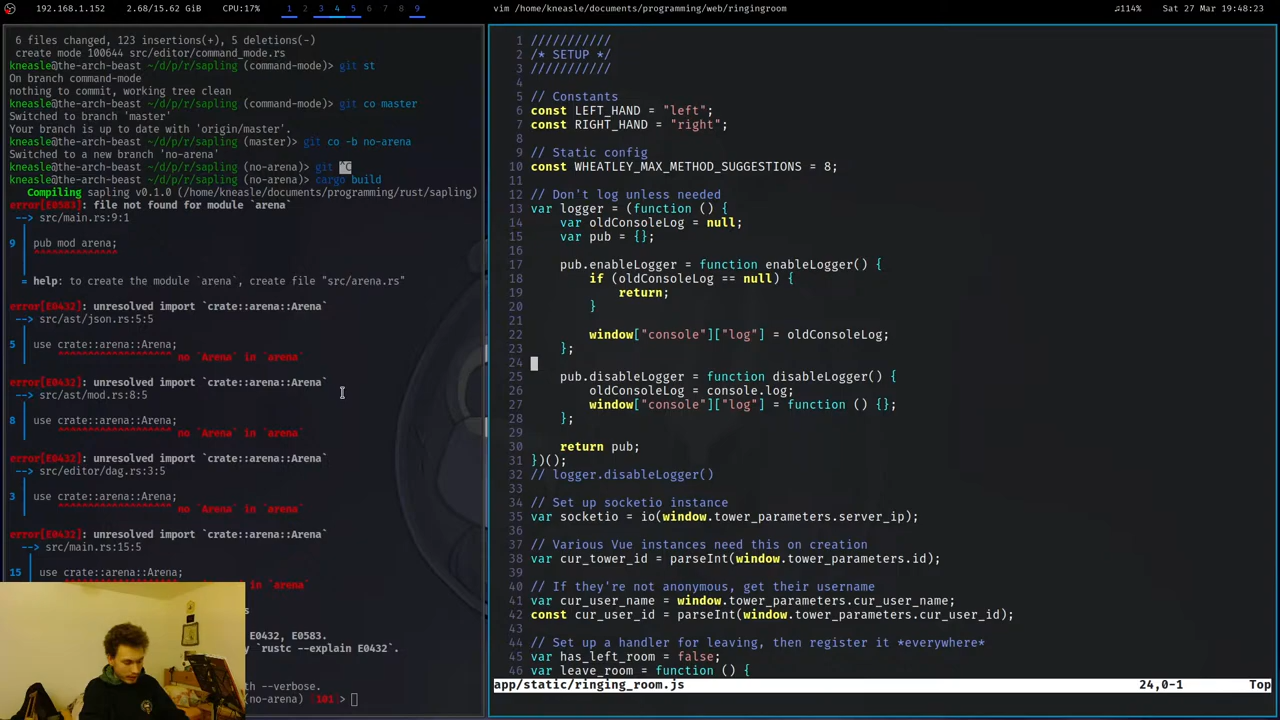 192.168.1.152 2.68/15.62 GiB CPU:17% 1 2 3 4 5 6 7 8 9
vim /home/kneasle/documents/programming/web/ringingroom
♫114% Sat 27 Mar 19:48:23
6 files changed, 123 insertions(+), 5 deletions(-)
create mode 100644 src/editor/command_mode.rs
kneasle@the-arch-beast ~/d/p/r/sapling (command-mode)> git st
On branch command-mode
nothing to commit, working tree clean
kneasle@the-arch-beast ~/d/p/r/sapling (command-mode)> git co master
Switched to branch 'master'
Your branch is up to date with 'origin/master'.
kneasle@the-arch-beast ~/d/p/r/sapling (master)> git co -b no-arena
Switched to a new branch 'no-arena'
kneasle@the-arch-beast ~/d/p/r/sapling (no-arena)> git ^C
kneasle@the-arch-beast ~/d/p/r/sapling (no-arena)> cargo build
Compiling sapling v0.1.0 (/home/kneasle/documents/programming/rust/sapling)
error[E0583]: file not found for module `arena`
--> src/main.rs:9:1
9 | pub mod arena;
^^^^^^^^^^^^^^
= help: to create the module `arena`, create file "src/arena.rs"
error[E0432]: unresolved import `crate::arena::Arena`
--> src/ast/json.rs:5:5
5 | use crate::arena::Arena;
^^^^^^^^^^^^^^^^^^^ no `Arena` in `arena`
error[E0432]: unresolved import `crate::arena::Arena`
--> src/ast/mod.rs:8:5
8 | use crate::arena::Arena;
^^^^^^^^^^^^^^^^^^^ no `Arena` in `arena`
error[E0432]: unresolved import `crate::arena::Arena`
--> src/editor/dag.rs:3:5
3 | use crate::arena::Arena;
^^^^^^^^^^^^^^^^^^^ no `Arena` in `arena`
error[E0432]: unresolved import `crate::arena::Arena`
--> src/main.rs:15:5
15 | use crate::arena::Arena;
in `arena`
E0432, E0583.
`rustc --explain E0432`.
--verbose.
(no-arena) [101] >
1 ///////////
2 /* SETUP */
3 ///////////
4
5 // Constants
6 const LEFT_HAND = "left";
7 const RIGHT_HAND = "right";
8
9 // Static config
10 const WHEATLEY_MAX_METHOD_SUGGESTIONS = 8;
11
12 // Don't log unless needed
13 var logger = (function () {
14 var oldConsoleLog = null;
15 var pub = {};
16
17 pub.enableLogger = function enableLogger() {
18 if (oldConsoleLog == null) {
19 return;
20 }
21
22 window["console"]["log"] = oldConsoleLog;
23 };
24
25 pub.disableLogger = function disableLogger() {
26 oldConsoleLog = console.log;
27 window["console"]["log"] = function () {};
28 };
29
30 return pub;
31 })();
32 // logger.disableLogger()
33
34 // Set up socketio instance
35 var socketio = io(window.tower_parameters.server_ip);
36
37 // Various Vue instances need this on creation
38 var cur_tower_id = parseInt(window.tower_parameters.id);
39
40 // If they're not anonymous, get their username
41 var cur_user_name = window.tower_parameters.cur_user_name;
42 const cur_user_id = parseInt(window.tower_parameters.cur_user_id);
43
44 // Set up a handler for leaving, then register it *everywhere*
45 var has_left_room = false;
46 var leave_room = function () {
app/static/ringing_room.js 24,0-1 Top